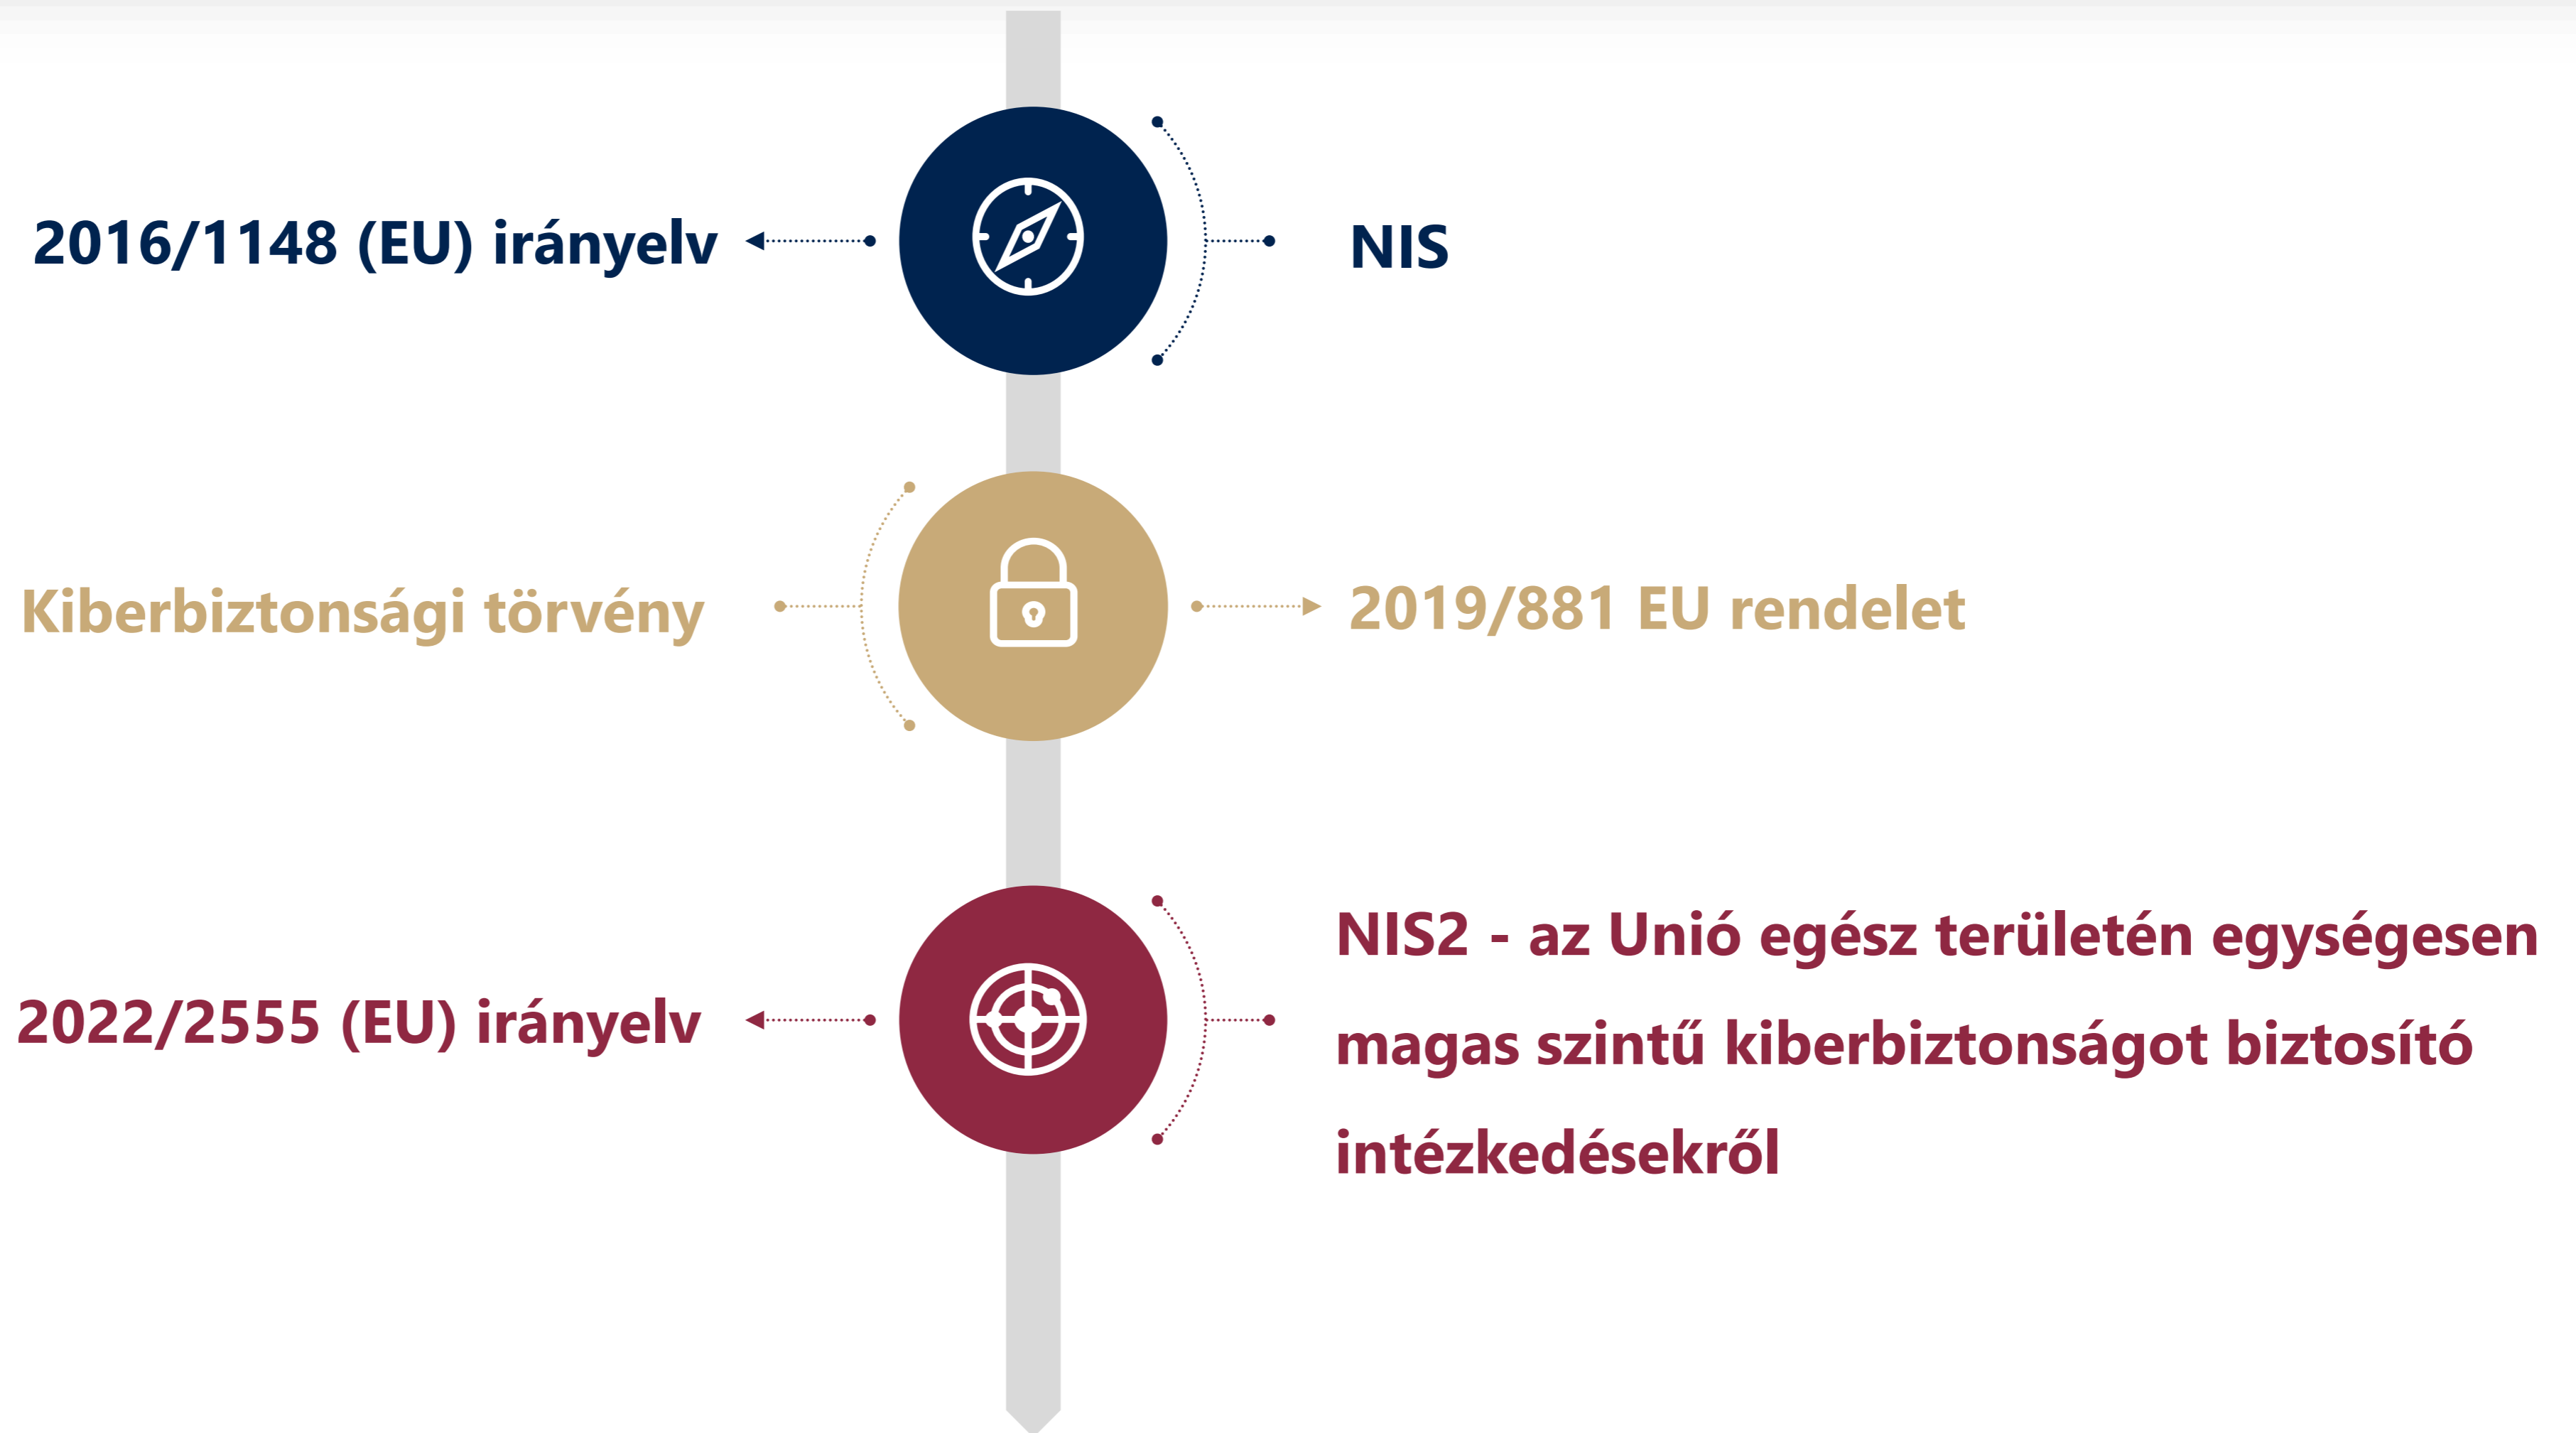 2016/1148 (EU) irányelv
NIS
Kiberbiztonsági törvény
2019/881 EU rendelet
2022/2555 (EU) irányelv
NIS2 - az Unió egész területén egységesen
magas szintű kiberbiztonságot biztosító
intézkedésekről